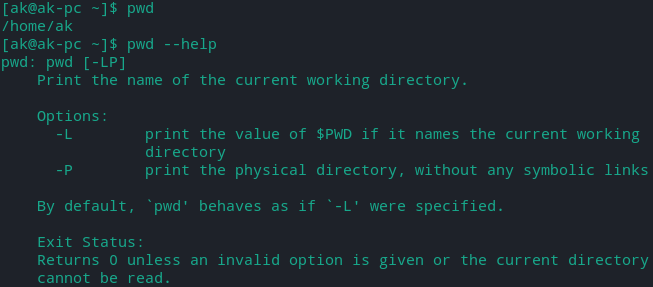 [ak@ak-pc ~]$ pwd
/home/ak
[ak@ak-pc ~]$ pwd --help
pwd: pwd [-LP]
    Print the name of the current working directory.

    Options:
      -L        print the value of $PWD if it names the current working
                directory
      -P        print the physical directory, without any symbolic links

    By default, `pwd' behaves as if `-L' were specified.

    Exit Status:
    Returns 0 unless an invalid option is given or the current directory
    cannot be read.